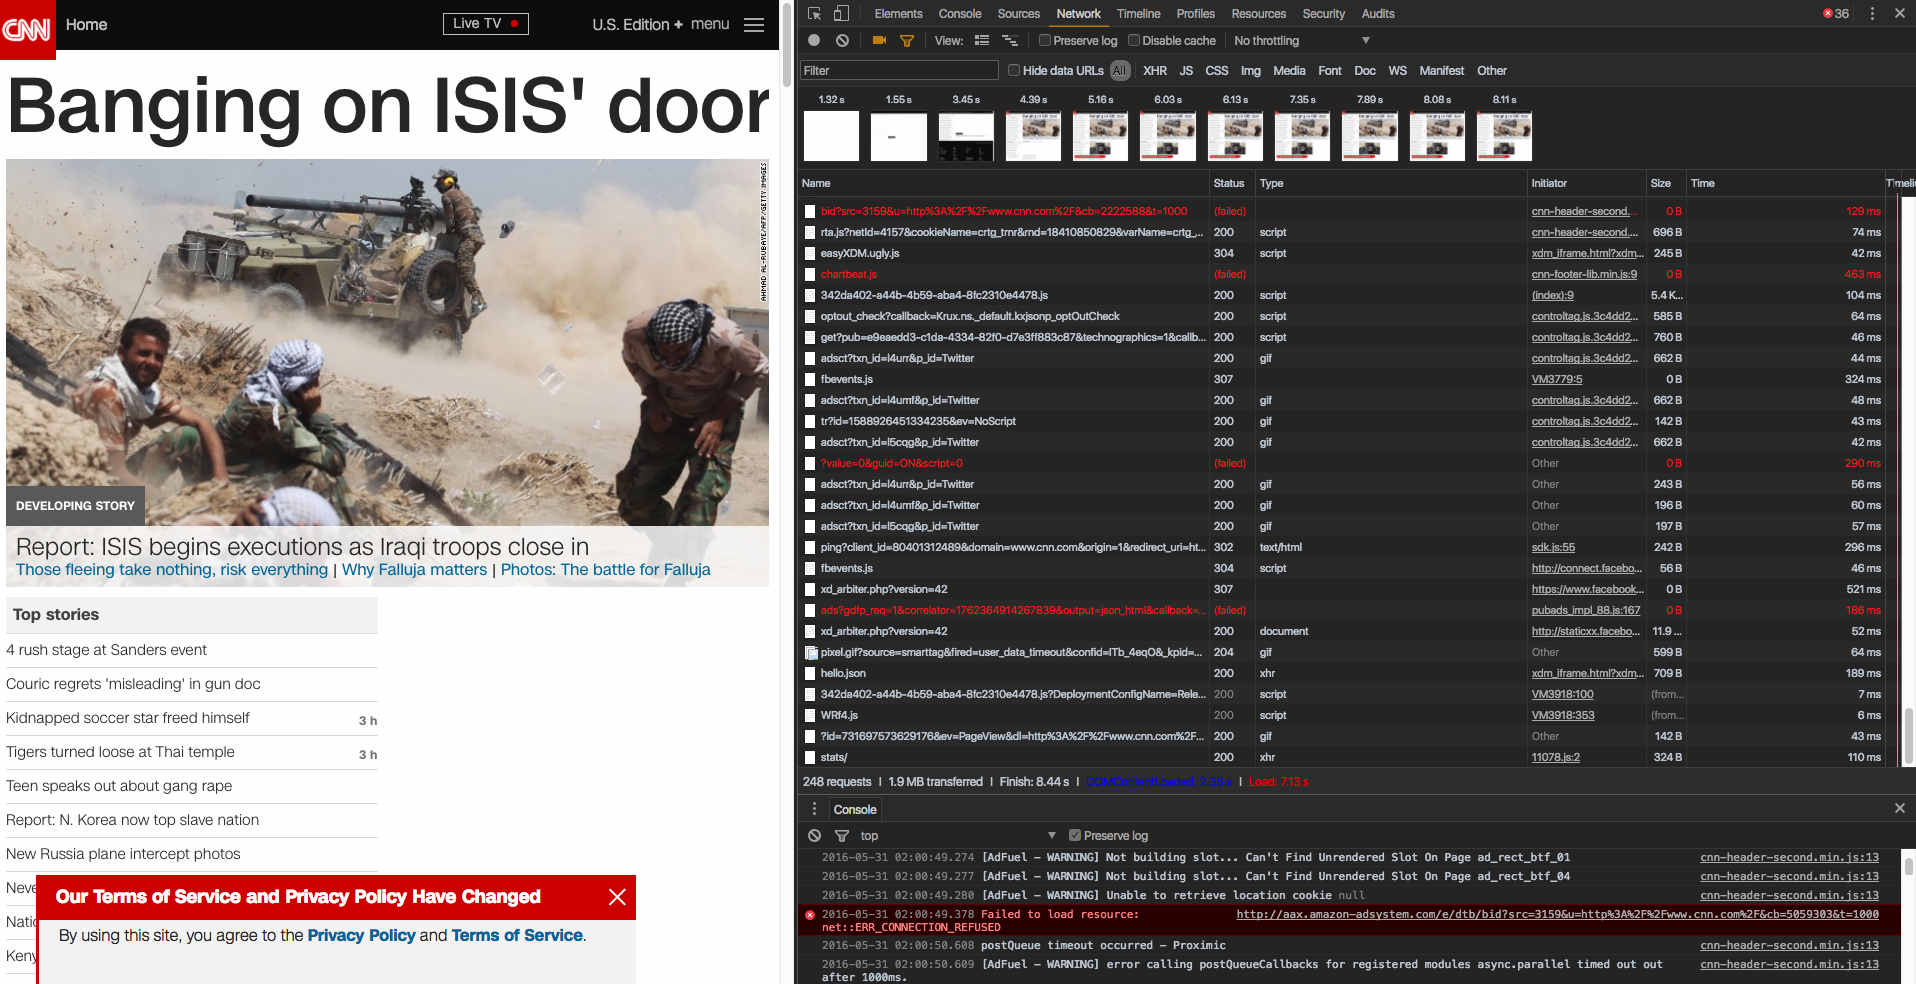 CNN Home Live TV U.S. Edition + menu
Banging on ISIS' door
AHMAD AL-RUBAYE/AFP/GETTY IMAGES
DEVELOPING STORY
Report: ISIS begins executions as Iraqi troops close in
Those fleeing take nothing, risk everything | Why Falluja matters | Photos: The battle for Falluja
Top stories
4 rush stage at Sanders event
Couric regrets 'misleading' in gun doc
Kidnapped soccer star freed himself 3 h
Tigers turned loose at Thai temple 3 h
Teen speaks out about gang rape
Report: N. Korea now top slave nation
New Russia plane intercept photos
Neve
Natic
Keny
Our Terms of Service and Privacy Policy Have Changed
By using this site, you agree to the Privacy Policy and Terms of Service.
Elements Console Sources Network Timeline Profiles Resources Security Audits 36
View: Preserve log Disable cache No throttling
Filter Hide data URLs All XHR JS CSS Img Media Font Doc WS Manifest Other
1.32 s 1.55 s 3.45 s 4.39 s 5.16 s 6.03 s 6.13 s 7.35 s 7.89 s 8.08 s 8.11 s
Name Status Type Initiator Size Time Timeli
bid?src=3159&u=http%3A%2F%2Fwww.cnn.com%2F&cb=2222588&t=1000 (failed) cnn-header-second.... 0 B 129 ms
rta.js?netId=4157&cookieName=crtg_trnr&rnd=18410850829&varName=crtg_... 200 script cnn-header-second.... 696 B 74 ms
easyXDM.ugly.js 304 script xdm_iframe.html?xdm... 245 B 42 ms
chartbeat.js (failed) cnn-footer-lib.min.js:9 0 B 463 ms
342da402-a44b-4b59-aba4-8fc2310e4478.js 200 script (index):9 5.4 K... 104 ms
optout_check?callback=Krux.ns._default.kxjsonp_optOutCheck 200 script controltag.js.3c4dd2... 585 B 64 ms
get?pub=e9eaedd3-c1da-4334-82f0-d7e3ff883c87&technographics=1&callb... 200 script controltag.js.3c4dd2... 760 B 46 ms
adsct?txn_id=l4urr&p_id=Twitter 200 gif controltag.js.3c4dd2... 662 B 44 ms
fbevents.js 307 VM3779:5 0 B 324 ms
adsct?txn_id=l4umf&p_id=Twitter 200 gif controltag.js.3c4dd2... 662 B 48 ms
tr?id=1588926451334235&ev=NoScript 200 gif controltag.js.3c4dd2... 142 B 43 ms
adsct?txn_id=l5cqg&p_id=Twitter 200 gif controltag.js.3c4dd2... 662 B 42 ms
?value=0&guid=ON&script=0 (failed) Other 0 B 290 ms
adsct?txn_id=l4urr&p_id=Twitter 200 gif Other 243 B 56 ms
adsct?txn_id=l4umf&p_id=Twitter 200 gif Other 196 B 60 ms
adsct?txn_id=l5cqg&p_id=Twitter 200 gif Other 197 B 57 ms
ping?client_id=80401312489&domain=www.cnn.com&origin=1&redirect_uri=ht... 302 text/html sdk.js:55 242 B 296 ms
fbevents.js 304 script http://connect.facebo... 56 B 46 ms
xd_arbiter.php?version=42 307 https://www.facebook... 0 B 521 ms
ads?gdfp_req=1&correlator=1762364914267839&output=json_html&callback=... (failed) pubads_impl_88.js:167 0 B 186 ms
xd_arbiter.php?version=42 200 document http://staticxx.facebo... 11.9 ... 52 ms
pixel.gif?source=smarttag&fired=user_data_timeout&confid=ITb_4eqO&_kpid=... 204 gif Other 599 B 64 ms
hello.json 200 xhr xdm_iframe.html?xdm... 709 B 189 ms
342da402-a44b-4b59-aba4-8fc2310e4478.js?DeploymentConfigName=Rele... 200 script VM3918:100 (from... 7 ms
WRf4.js 200 script VM3918:353 (from... 6 ms
?id=731697573629176&ev=PageView&dl=http%3A%2F%2Fwww.cnn.com%2F... 200 gif Other 142 B 43 ms
stats/ 200 xhr 11078.js:2 324 B 110 ms
248 requests | 1.9 MB transferred | Finish: 8.44 s | DOMContentLoaded: 2.38 s | Load: 7.13 s
Console
top Preserve log
2016-05-31 02:00:49.274 [AdFuel - WARNING] Not building slot... Can't Find Unrendered Slot On Page ad_rect_btf_01 cnn-header-second.min.js:13
2016-05-31 02:00:49.277 [AdFuel - WARNING] Not building slot... Can't Find Unrendered Slot On Page ad_rect_btf_04 cnn-header-second.min.js:13
2016-05-31 02:00:49.280 [AdFuel - WARNING] Unable to retrieve location cookie null cnn-header-second.min.js:13
2016-05-31 02:00:49.378 Failed to load resource: http://aax.amazon-adsystem.com/e/dtb/bid?src=3159&u=http%3A%2F%2Fwww.cnn.com%2F&cb=5059303&t=1000
net::ERR_CONNECTION_REFUSED
2016-05-31 02:00:50.608 postQueue timeout occurred - Proximic cnn-header-second.min.js:13
2016-05-31 02:00:50.609 [AdFuel - WARNING] error calling postQueueCallbacks for registered modules async.parallel timed out out cnn-header-second.min.js:13
after 1000ms.